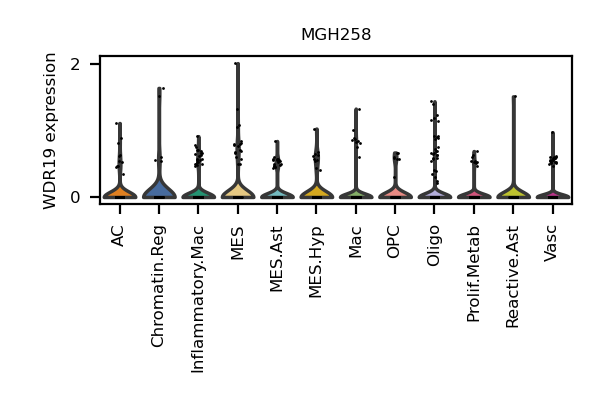 MGH258
WDR19 expression
2
0
AC
Chromatin.Reg
Inflammatory.Mac
MES
MES.Ast
MES.Hyp
Mac
OPC
Oligo
Prolif.Metab
Reactive.Ast
Vasc